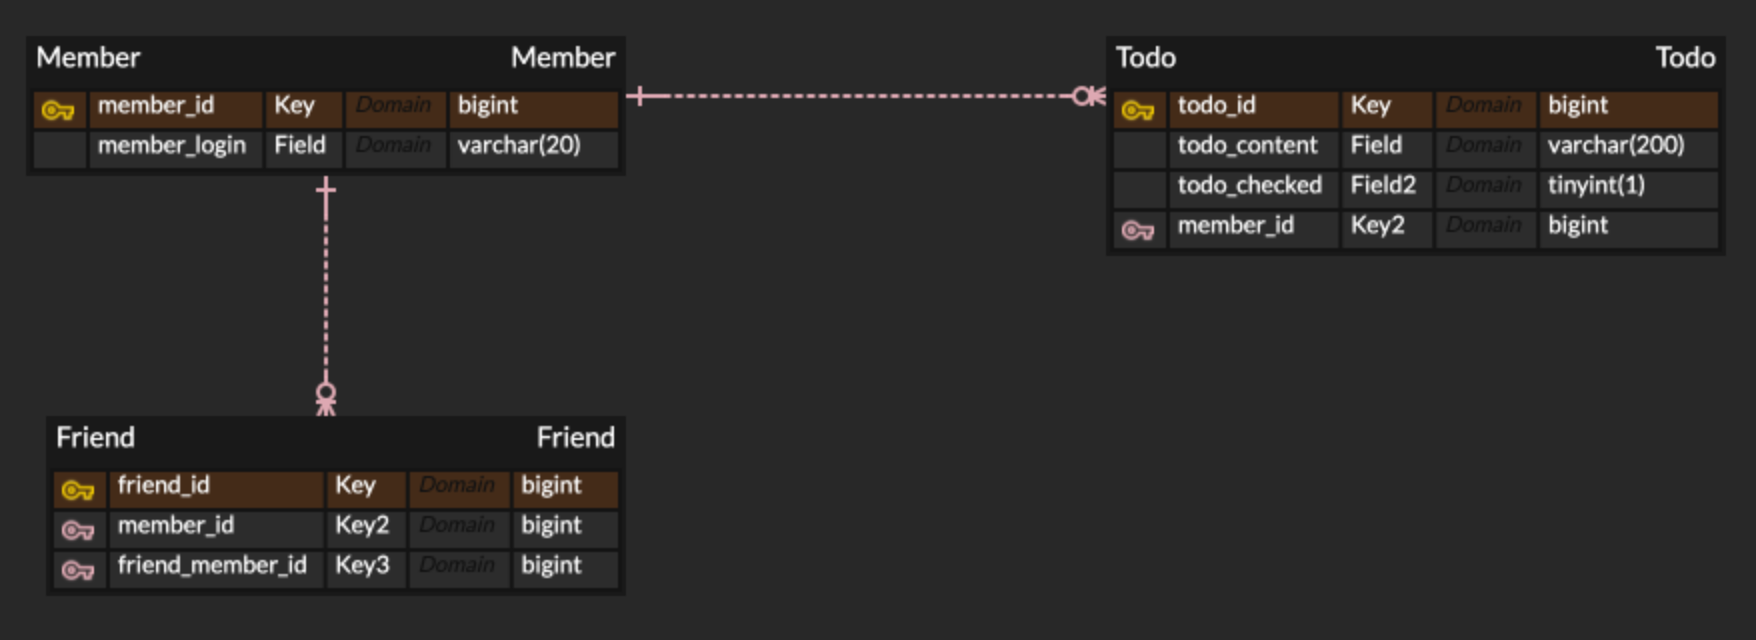 Member Member
member_id Key Domain bigint
member_login Field Domain varchar(20)
Todo Todo
todo_id Key Domain bigint
todo_content Field Domain varchar(200)
todo_checked Field2 Domain tinyint(1)
member_id Key2 Domain bigint
Friend Friend
friend_id Key Domain bigint
member_id Key2 Domain bigint
friend_member_id Key3 Domain bigint